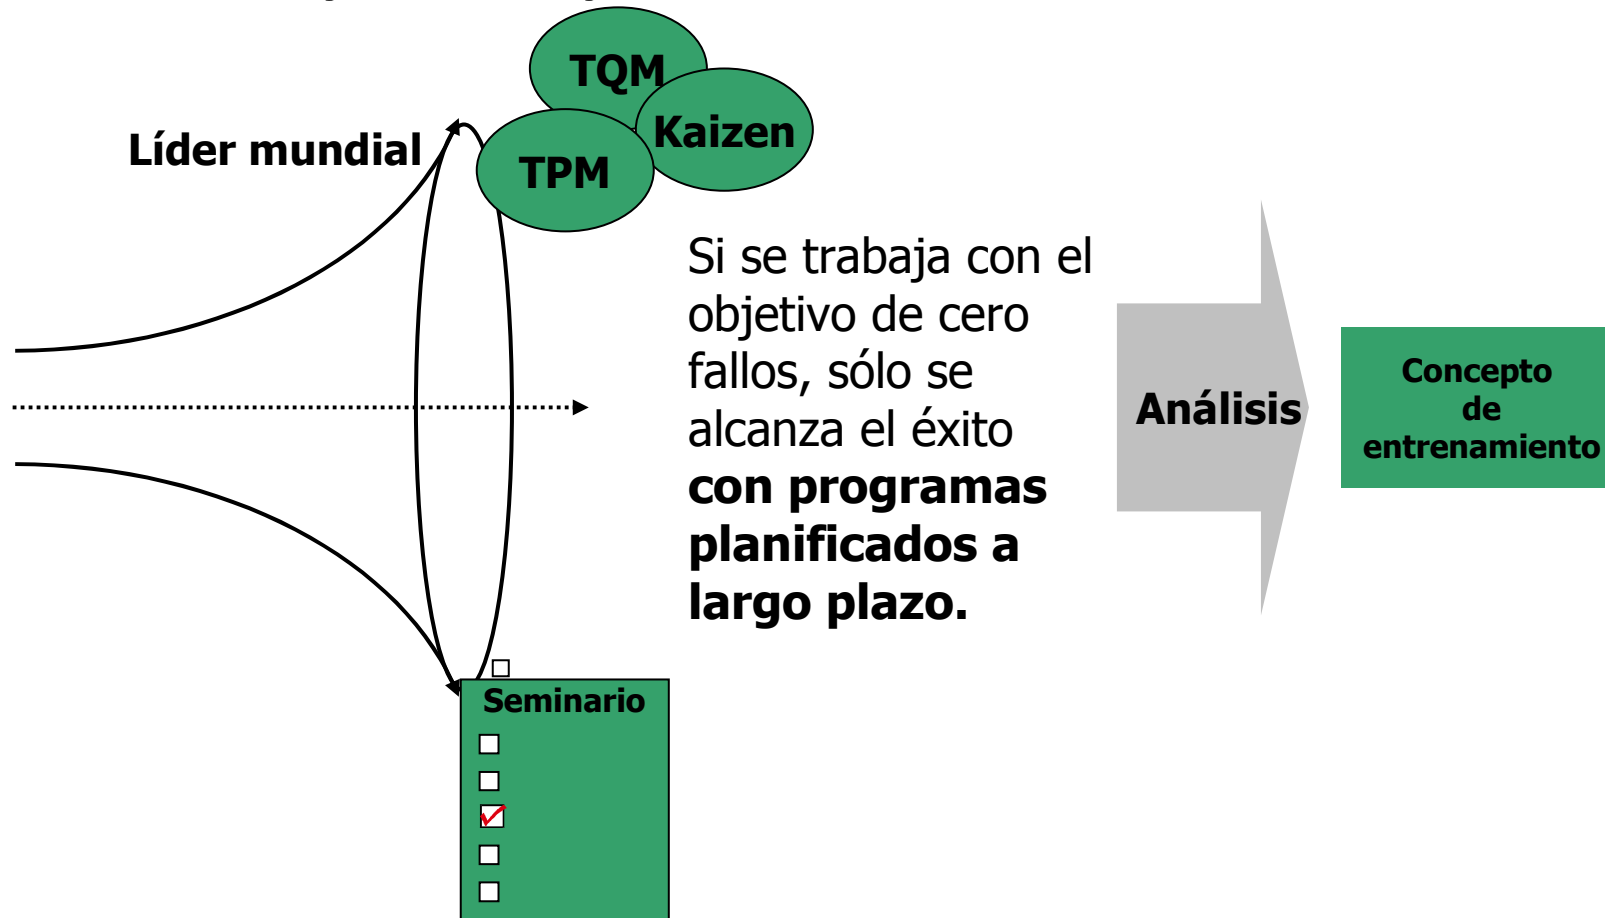 TQM
Kaizen
TPM
Líder mundial
Si se trabaja con el
objetivo de cero
fallos, sólo se
alcanza el éxito
con programas
planificados a
largo plazo.
Análisis
Concepto
de
entrenamiento
Seminario